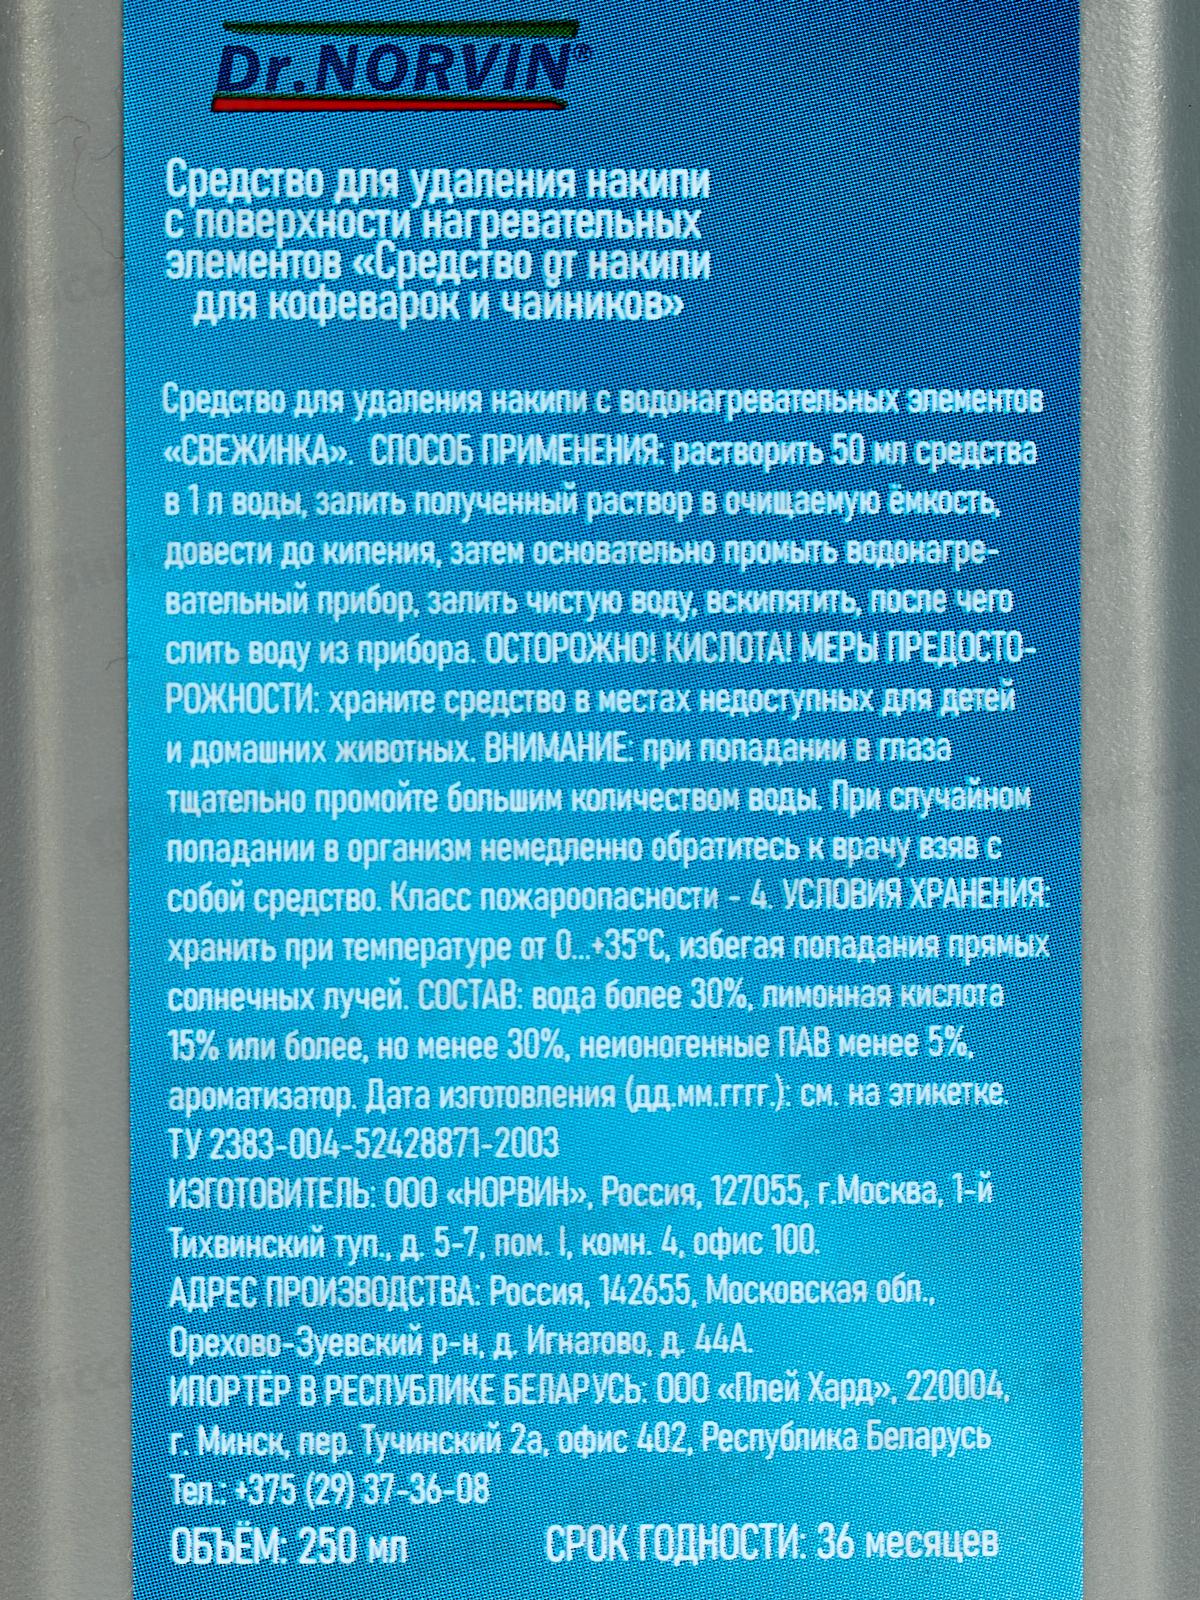 Dr.NORVIN®
Средство для удаления накипи
с поверхности нагревательных
элементов «Средство от накипи
для кофеварок и чайников»
Средство для удаления накипи с водонагревательных элементов
«СВЕЖИНКА». СПОСОБ ПРИМЕНЕНИЯ: растворить 50 мл средства
в 1 л воды, залить полученный раствор в очищаемую ёмкость,
довести до кипения, затем основательно промыть водонагре-
вательный прибор, залить чистую воду, вскипятить, после чего
слить воду из прибора. ОСТОРОЖНО! КИСЛОТА! МЕРЫ ПРЕДОСТО-
РОЖНОСТИ: храните средство в местах недоступных для детей
и домашних животных. ВНИМАНИЕ: при попадании в глаза
тщательно промойте большим количеством воды. При случайном
попадании в организм немедленно обратитесь к врачу взяв с
собой средство. Класс пожароопасности - 4. УСЛОВИЯ ХРАНЕНИЯ:
хранить при температуре от 0...+35°С, избегая попадания прямых
солнечных лучей. СОСТАВ: вода более 30%, лимонная кислота
15% или более, но менее 30%, неионогенные ПАВ менее 5%,
ароматизатор. Дата изготовления (дд.мм.гггг.): см. на этикетке.
ТУ 2383-004-52428871-2003
ИЗГОТОВИТЕЛЬ: ООО «НОРВИН», Россия, 127055, г.Москва, 1-й
Тихвинский туп., д. 5-7, пом. I, комн. 4, офис 100.
АДРЕС ПРОИЗВОДСТВА: Россия, 142655, Московская обл.,
Орехово-Зуевский р-н, д. Игнатово, д. 44А.
ИПОРТЁР В РЕСПУБЛИКЕ БЕЛАРУСЬ: ООО «Плей Хард», 220004,
г. Минск, пер. Тучинский 2а, офис 402, Республика Беларусь
Тел.: +375 (29) 37-36-08
ОБЪЁМ: 250 мл СРОК ГОДНОСТИ: 36 месяцев